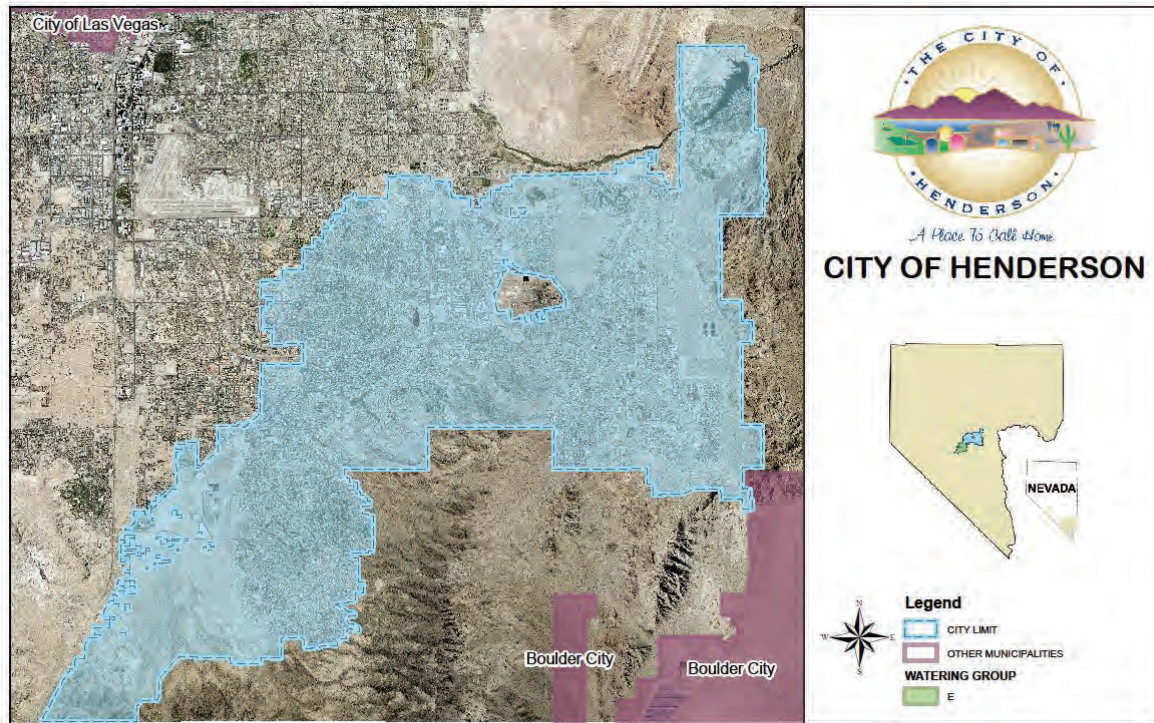 City of Las Vegas
Boulder City
Boulder City
THE CITY OF
HENDERSON
A Place To Call Home
CITY OF HENDERSON
NEVADA
N
W
E
S
Legend
CITY LIMIT
OTHER MUNICIPALITIES
WATERING GROUP
E